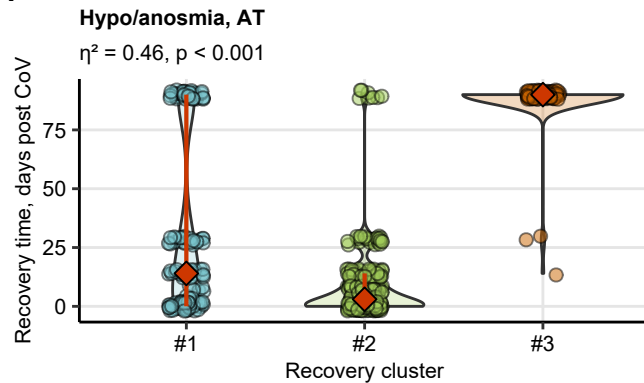 Hypo/anosmia, AT
η² = 0.46, p < 0.001
Recovery time, days post CoV
75
50
25
0
#1 #2 #3
Recovery cluster